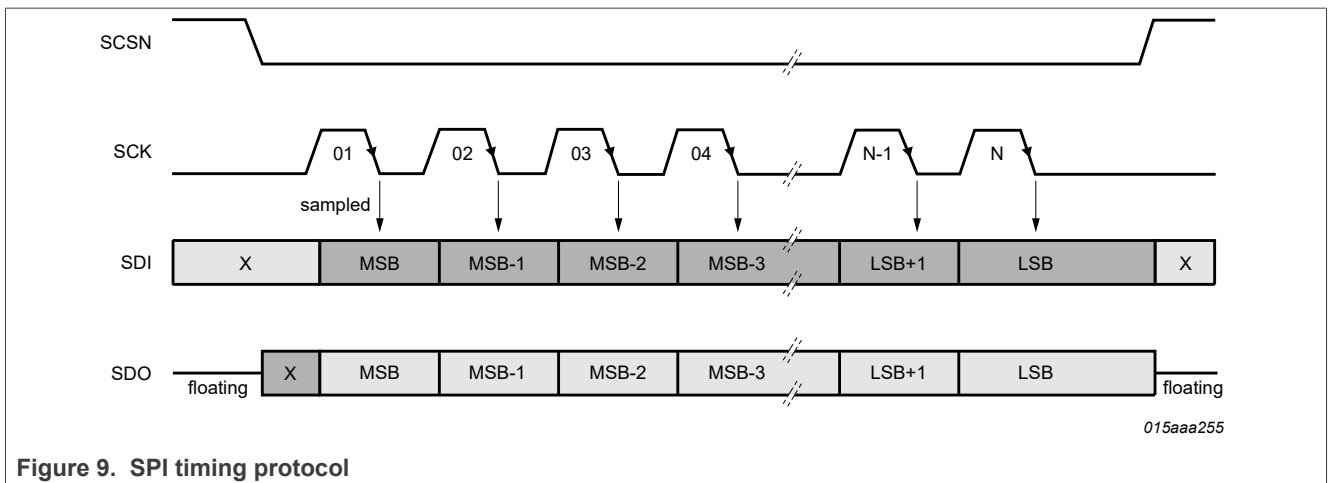 SCSN
SCK
01 02 03 04 N-1 N
sampled
SDI
X MSB MSB-1 MSB-2 MSB-3 LSB+1 LSB X
SDO
floating X MSB MSB-1 MSB-2 MSB-3 LSB+1 LSB floating
015aaa255
Figure 9. SPI timing protocol